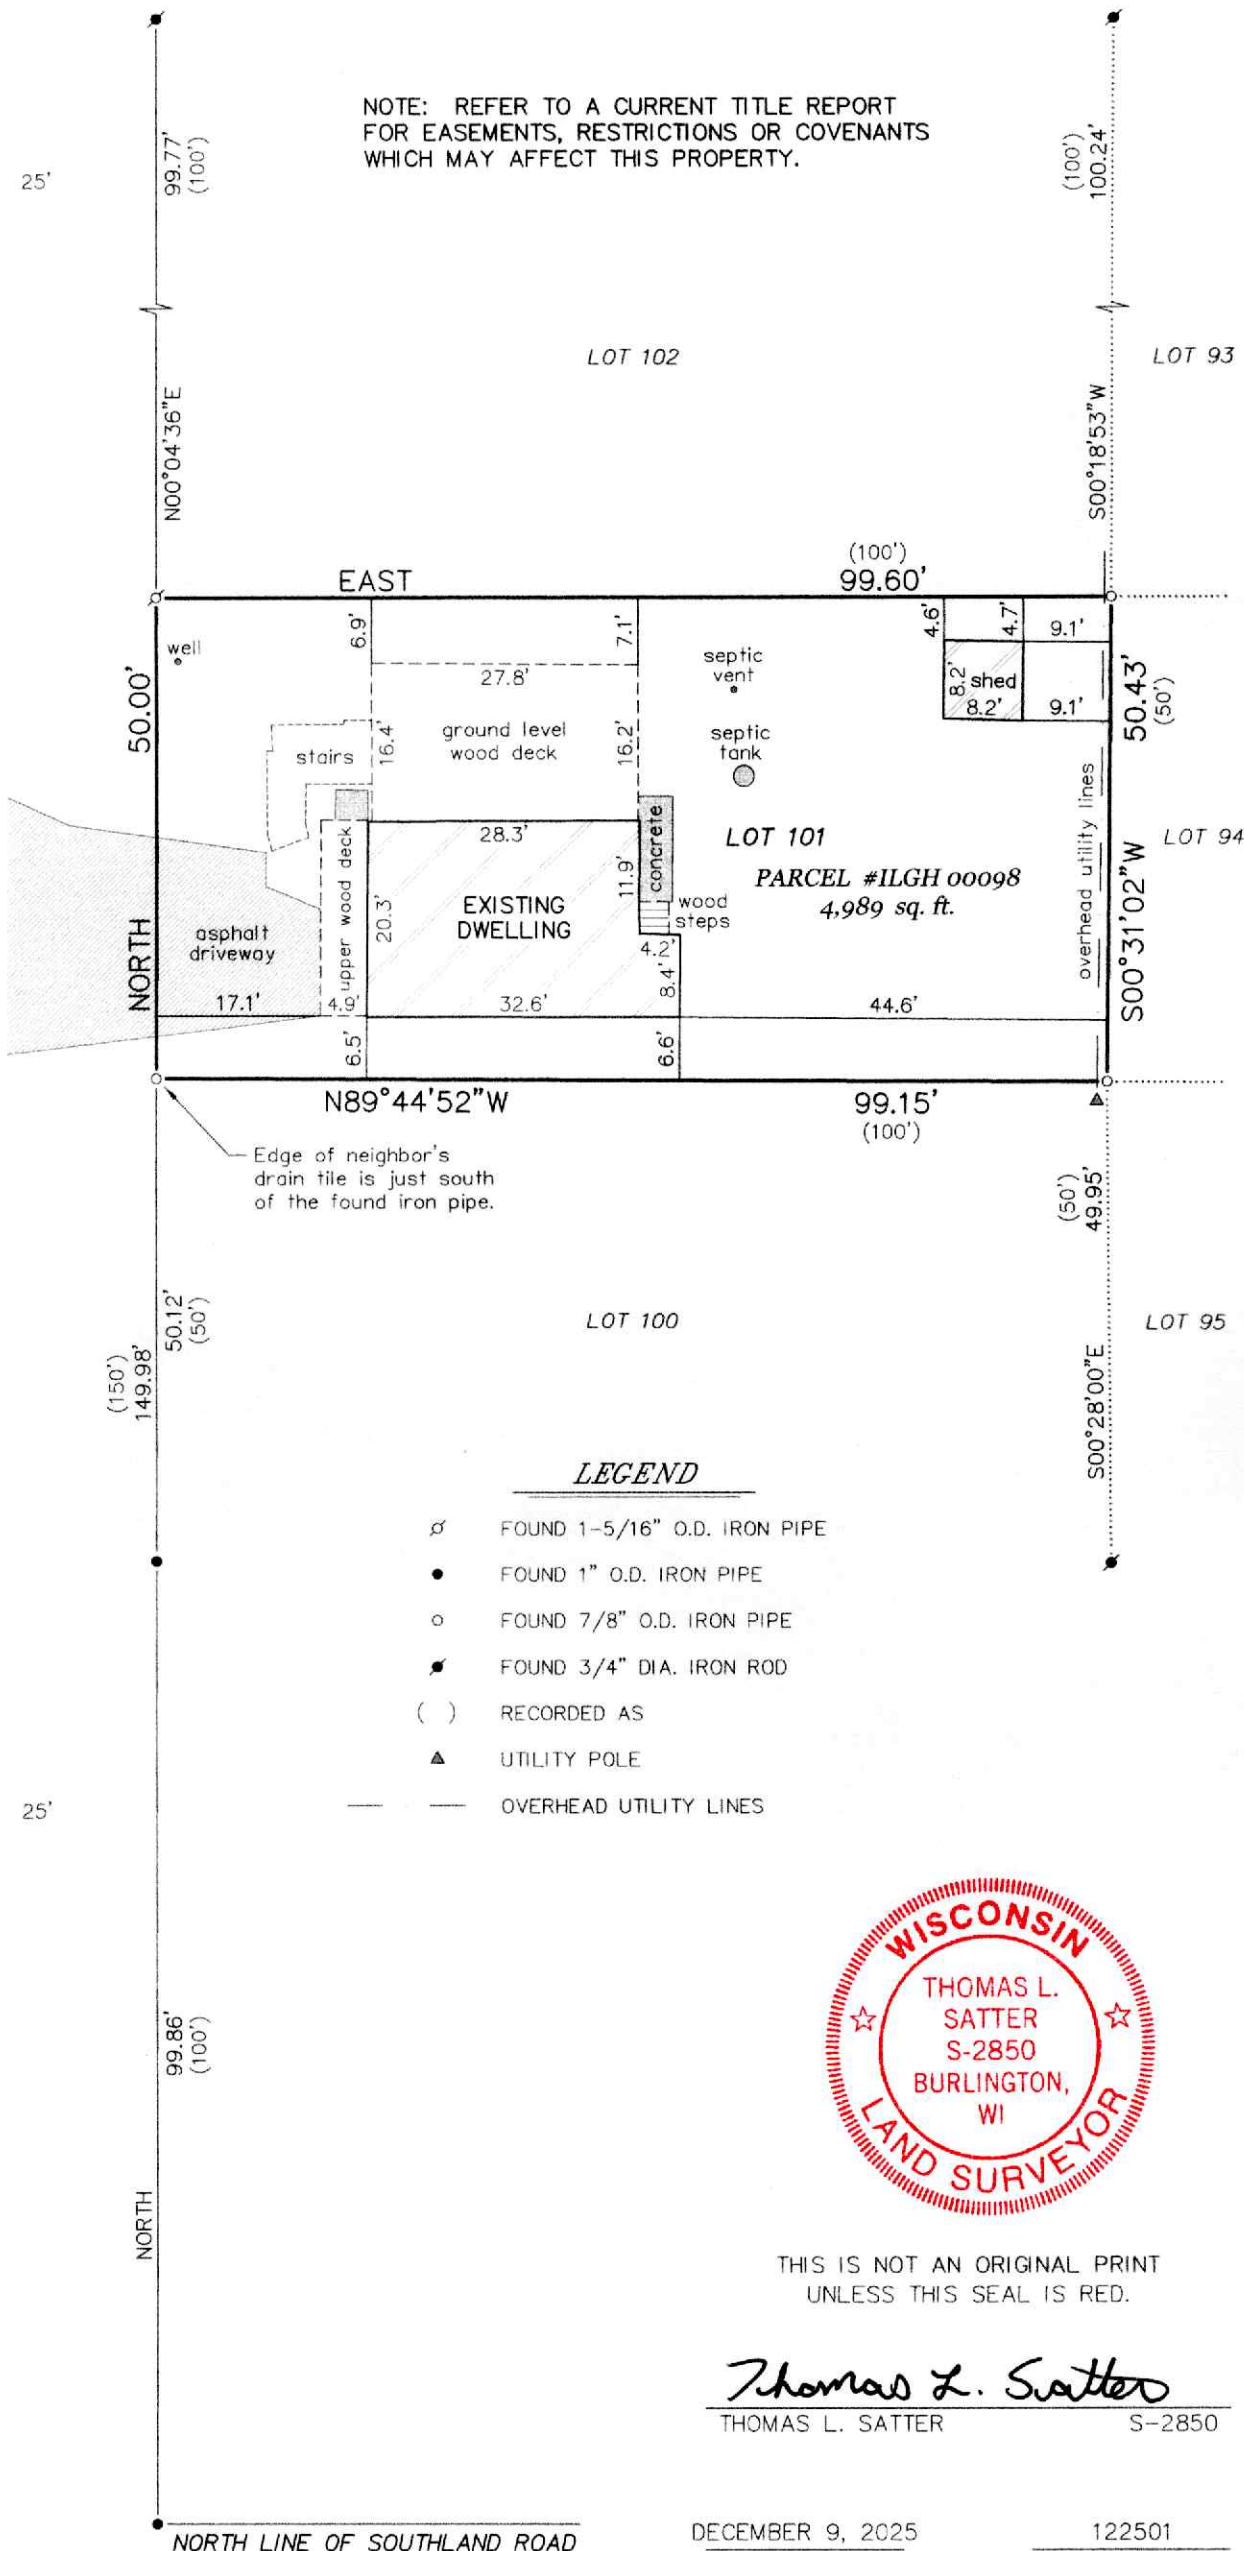 NOTE: REFER TO A CURRENT TITLE REPORT
FOR EASEMENTS, RESTRICTIONS OR COVENANTS
WHICH MAY AFFECT THIS PROPERTY.
25'
99.77'
(100')
(100')
100.24'
LOT 102
LOT 93
N00°04'36"E
S00°18'53"W
EAST
(100')
99.60'
well
6.9'
7.1'
4.6'
4.7'
9.1'
50.00'
27.8'
septic
vent
8.2'
shed
8.2'
9.1'
50.43'
(50')
stairs
16.4'
ground level
wood deck
16.2'
septic
tank
overhead utility lines
28.3'
concrete
LOT 101
LOT 94
upper wood deck
20.3'
11.9'
EXISTING
DWELLING
PARCEL #ILGH 00098
4,989 sq. ft.
wood
steps
asphalt
driveway
4.2'
8.4'
NORTH
S00°31'02"W
17.1'
4.9'
32.6'
44.6'
6.5'
6.6'
N89°44'52"W
99.15'
(100')
Edge of neighbor's
drain tile is just south
of the found iron pipe.
(50')
49.95'
50.12'
(50')
(150')
149.98'
LOT 100
LOT 95
S00°28'00"E
LEGEND
FOUND 1-5/16" O.D. IRON PIPE
FOUND 1" O.D. IRON PIPE
FOUND 7/8" O.D. IRON PIPE
FOUND 3/4" DIA. IRON ROD
( ) RECORDED AS
UTILITY POLE
OVERHEAD UTILITY LINES
25'
99.86'
(100')
NORTH
WISCONSIN
THOMAS L.
SATTER
S-2850
BURLINGTON,
WI
LAND SURVEYOR
THIS IS NOT AN ORIGINAL PRINT
UNLESS THIS SEAL IS RED.
Thomas L. Satter
THOMAS L. SATTER S-2850
NORTH LINE OF SOUTHLAND ROAD
DECEMBER 9, 2025 122501